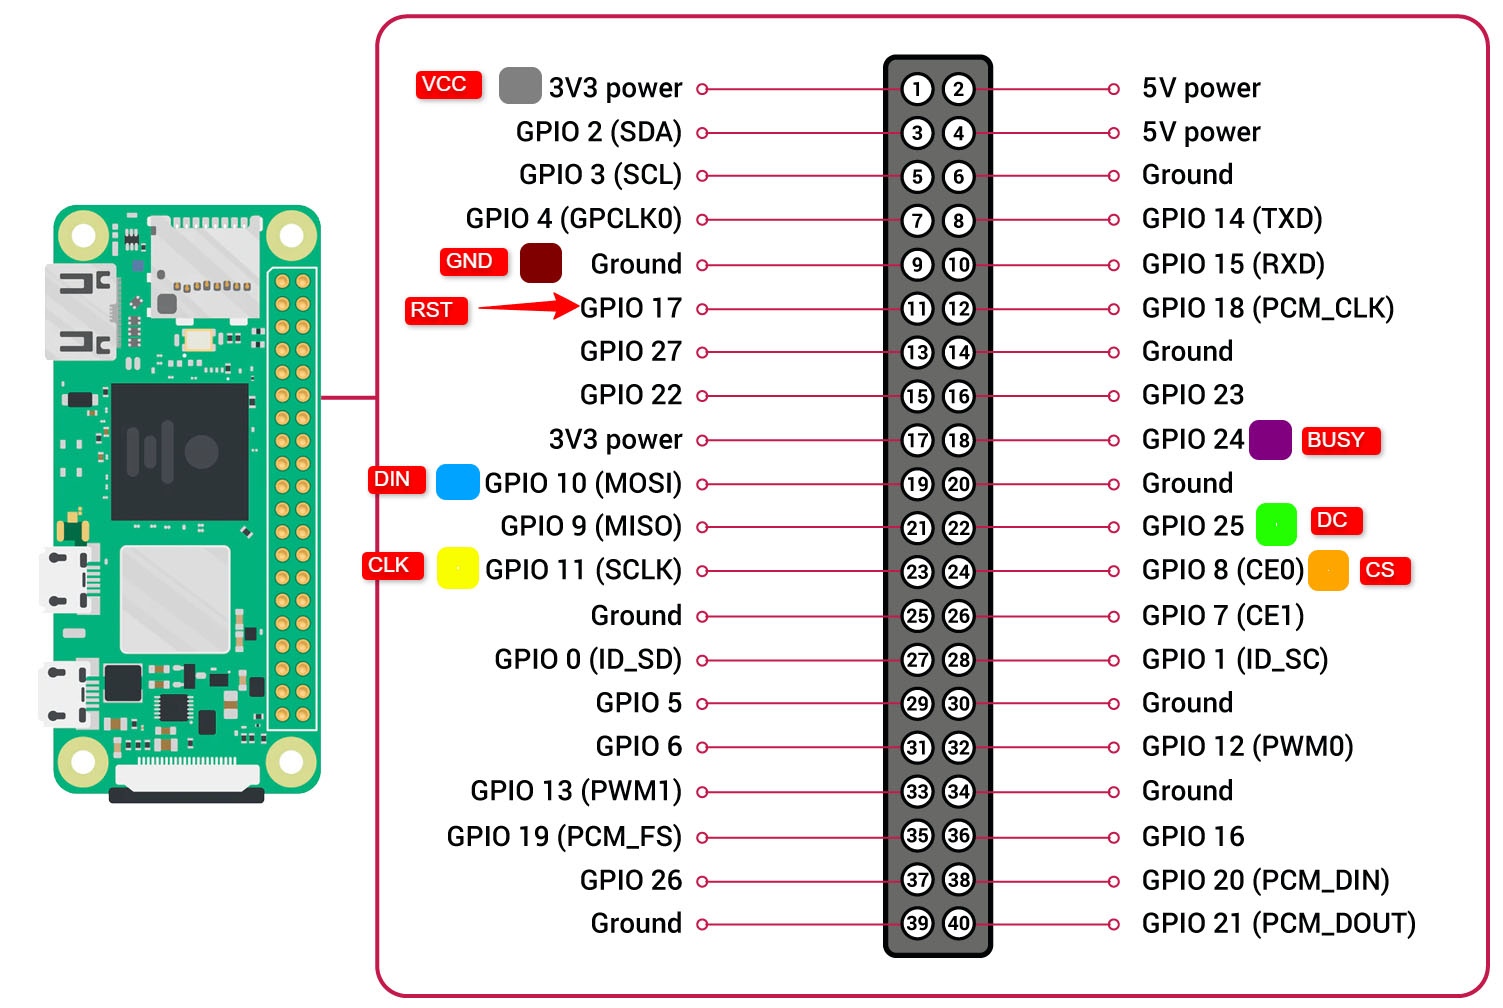 VCC 3V3 power 1 2 5V power
GPIO 2 (SDA) 3 4 5V power
GPIO 3 (SCL) 5 6 Ground
GPIO 4 (GPCLK0) 7 8 GPIO 14 (TXD)
GND Ground 9 10 GPIO 15 (RXD)
RST GPIO 17 11 12 GPIO 18 (PCM_CLK)
GPIO 27 13 14 Ground
GPIO 22 15 16 GPIO 23
3V3 power 17 18 GPIO 24 BUSY
DIN GPIO 10 (MOSI) 19 20 Ground
GPIO 9 (MISO) 21 22 GPIO 25 DC
CLK GPIO 11 (SCLK) 23 24 GPIO 8 (CE0) CS
Ground 25 26 GPIO 7 (CE1)
GPIO 0 (ID_SD) 27 28 GPIO 1 (ID_SC)
GPIO 5 29 30 Ground
GPIO 6 31 32 GPIO 12 (PWM0)
GPIO 13 (PWM1) 33 34 Ground
GPIO 19 (PCM_FS) 35 36 GPIO 16
GPIO 26 37 38 GPIO 20 (PCM_DIN)
Ground 39 40 GPIO 21 (PCM_DOUT)